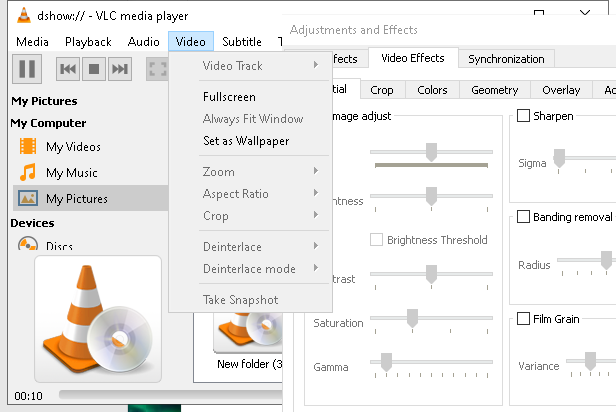 dshow:// - VLC media player
Media Playback Audio Video Subtitle T
My Pictures
My Computer
My Videos
My Music
My Pictures
Devices
Discs
New folder (3
00:10
Video Track
Fullscreen
Always Fit Window
Set as Wallpaper
Zoom
Aspect Ratio
Crop
Deinterlace
Deinterlace mode
Take Snapshot
Adjustments and Effects
ffects Video Effects Synchronization
tial Crop Colors Geometry Overlay
mage adjust
ntness
Brightness Threshold
trast
Saturation
Gamma
Sharpen
Sigma
Banding removal
Radius
Film Grain
Variance